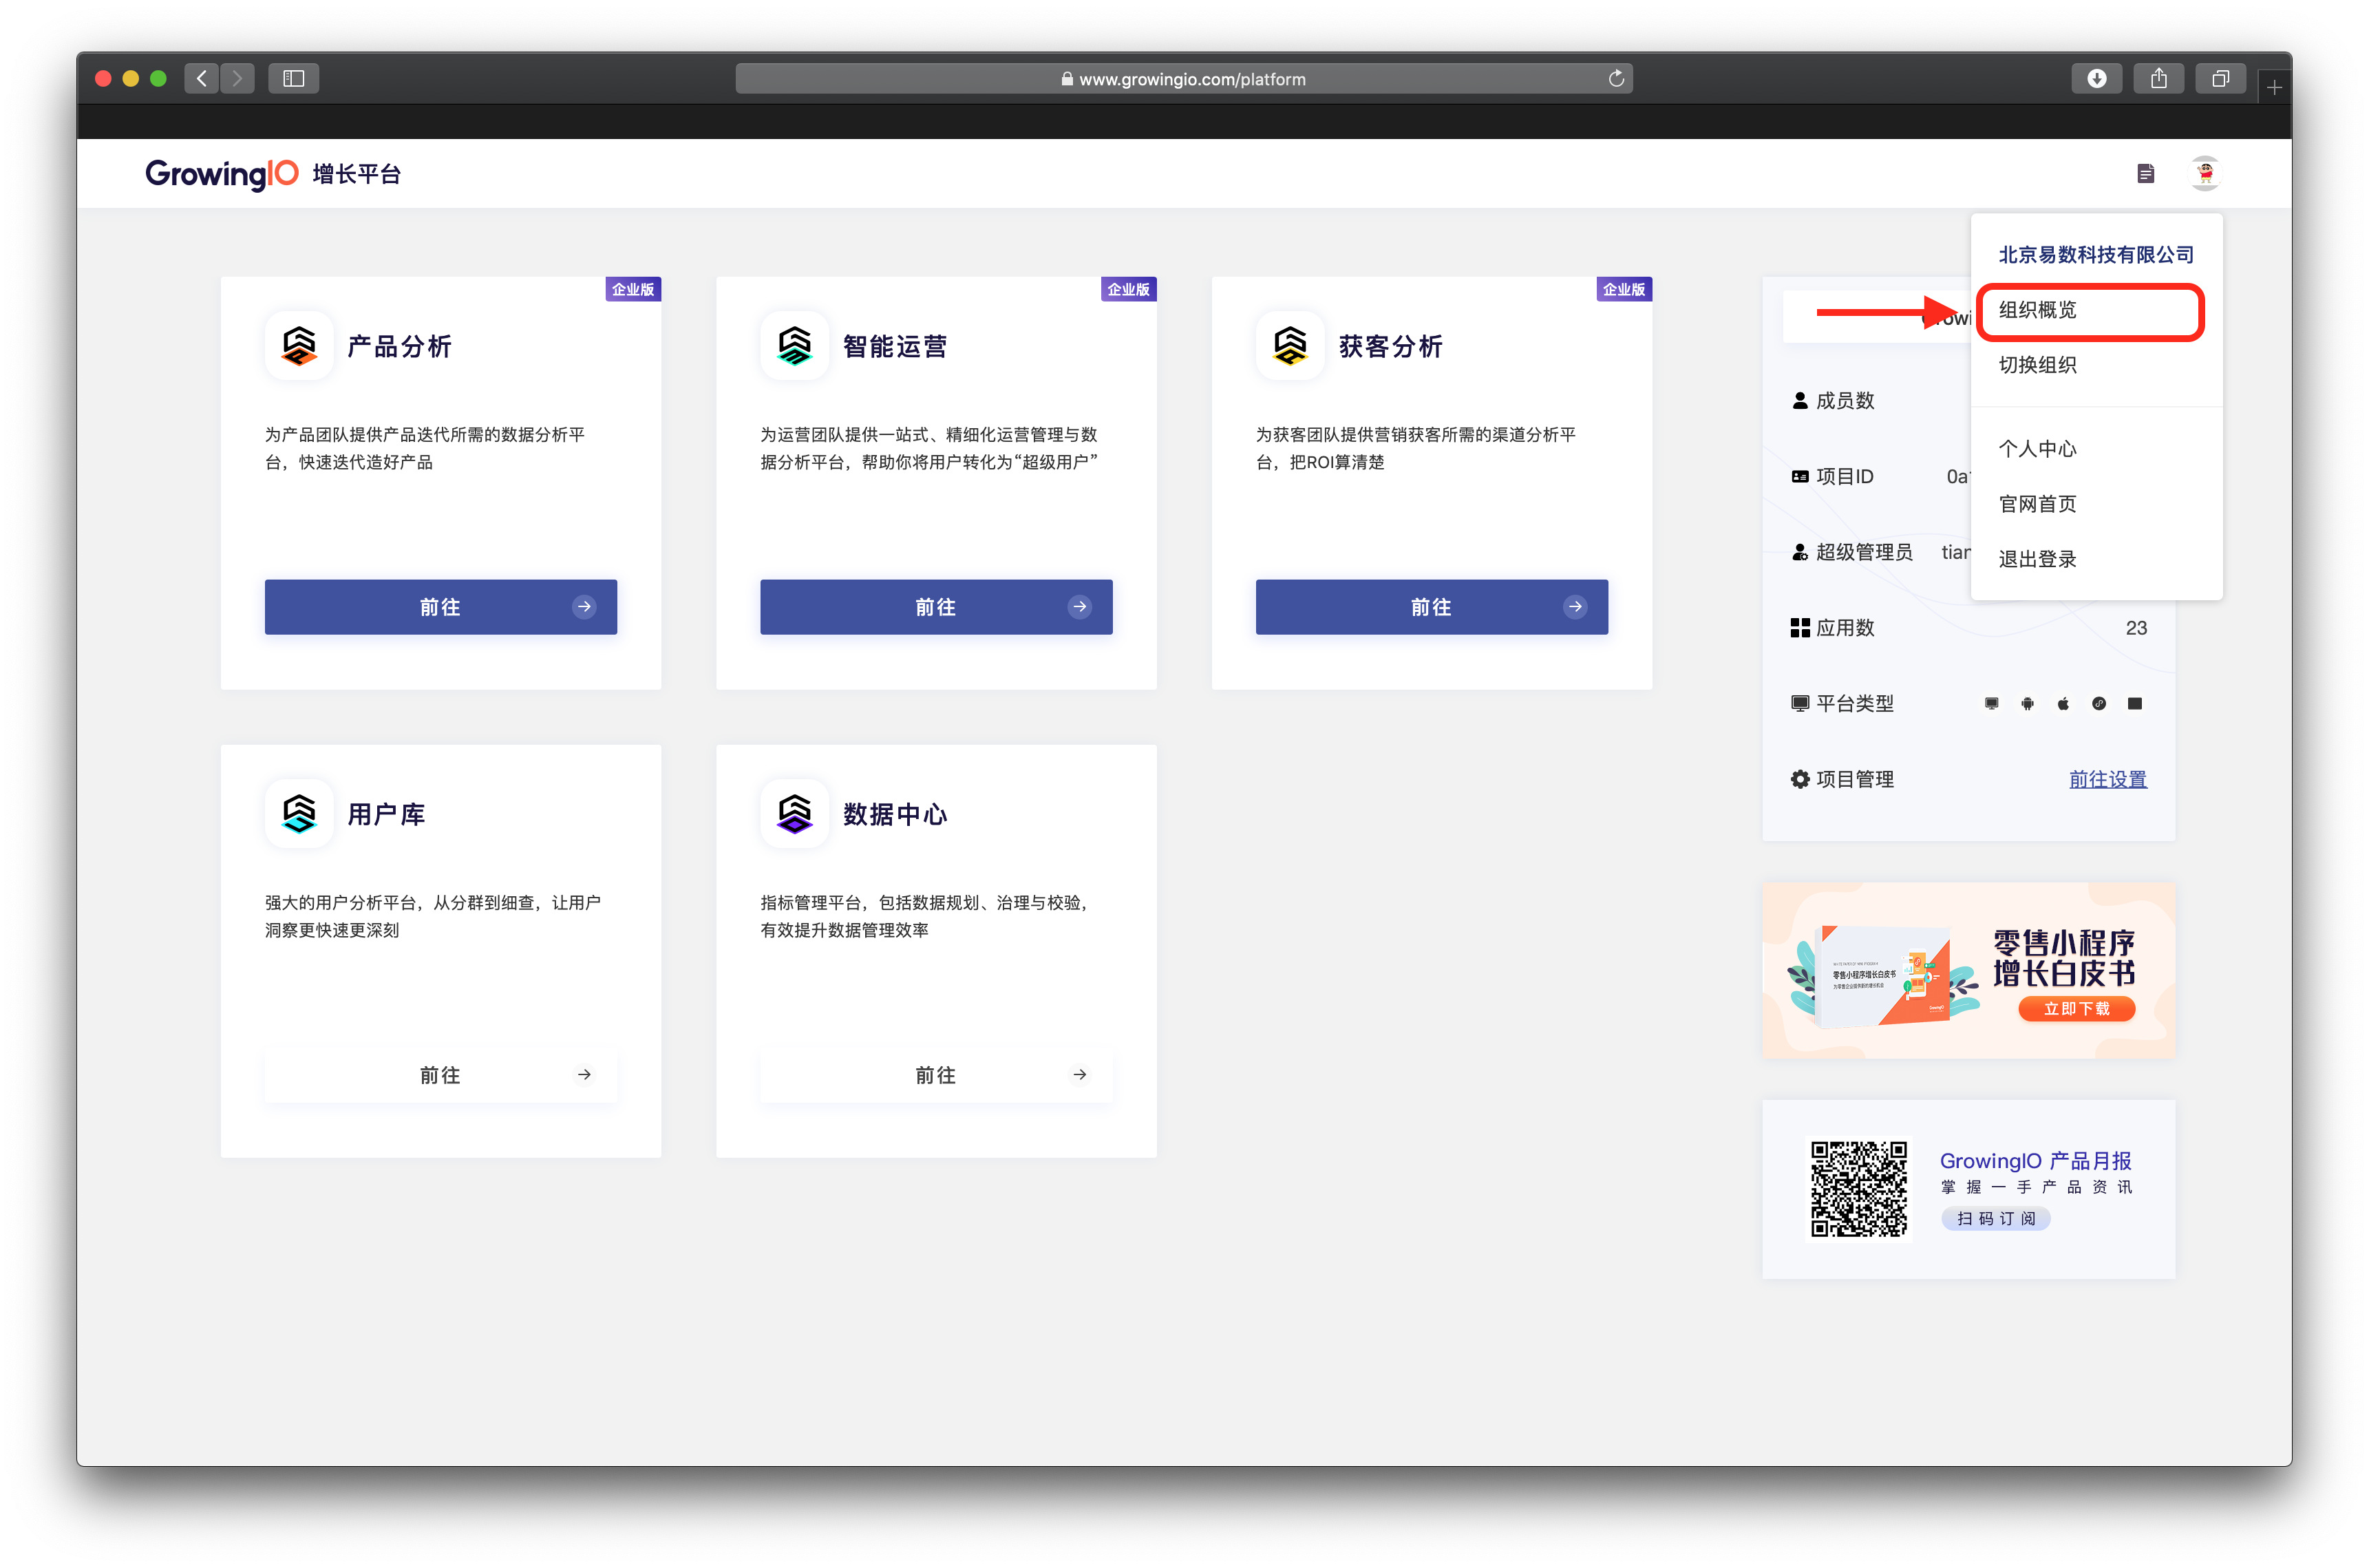 www.growingio.com/platform
GrowingIO 增长平台
北京易数科技有限公司
组织概览
切换组织
个人中心
官网首页
退出登录
企业版
产品分析
为产品团队提供产品迭代所需的数据分析平
台，快速迭代造好产品
前往
企业版
智能运营
为运营团队提供一站式、精细化运营管理与数
据分析平台，帮助你将用户转化为“超级用户”
前往
企业版
获客分析
为获客团队提供营销获客所需的渠道分析平
台，把ROI算清楚
前往
用户库
强大的用户分析平台，从分群到细查，让用户
洞察更快速更深刻
前往
数据中心
指标管理平台，包括数据规划、治理与校验，
有效提升数据管理效率
前往
成员数
项目ID
超级管理员 tian
应用数 23
平台类型
项目管理 前往设置
零售小程序增长白皮书
零售小程序
增长白皮书
立即下载
GrowingIO 产品月报
掌握一手产品资讯
扫码订阅